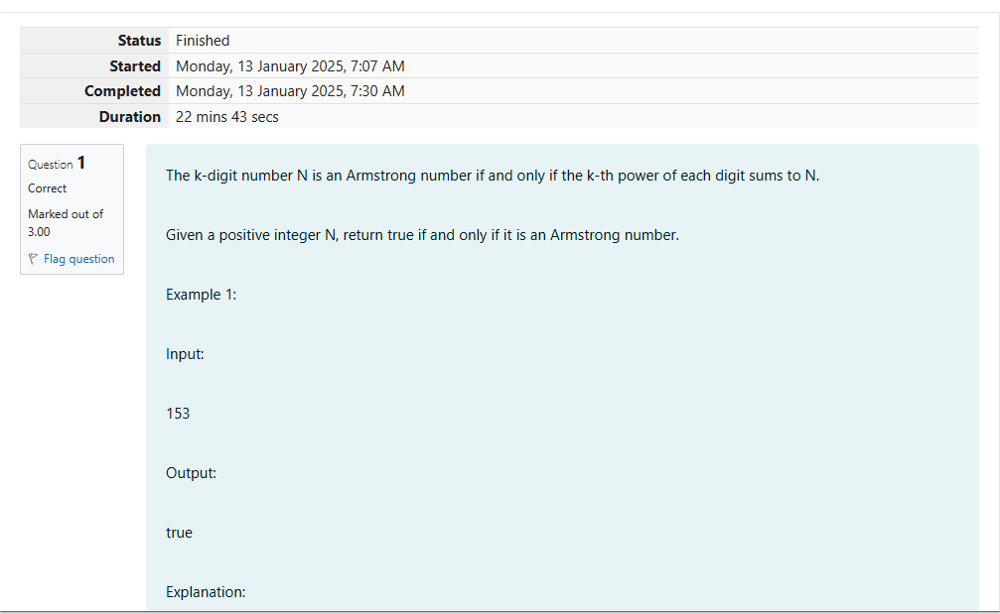 Status Finished
Started Monday, 13 January 2025, 7:07 AM
Completed Monday, 13 January 2025, 7:30 AM
Duration 22 mins 43 secs
Question 1
Correct
Marked out of
3.00
Flag question
The k-digit number N is an Armstrong number if and only if the k-th power of each digit sums to N.
Given a positive integer N, return true if and only if it is an Armstrong number.
Example 1:
Input:
153
Output:
true
Explanation: